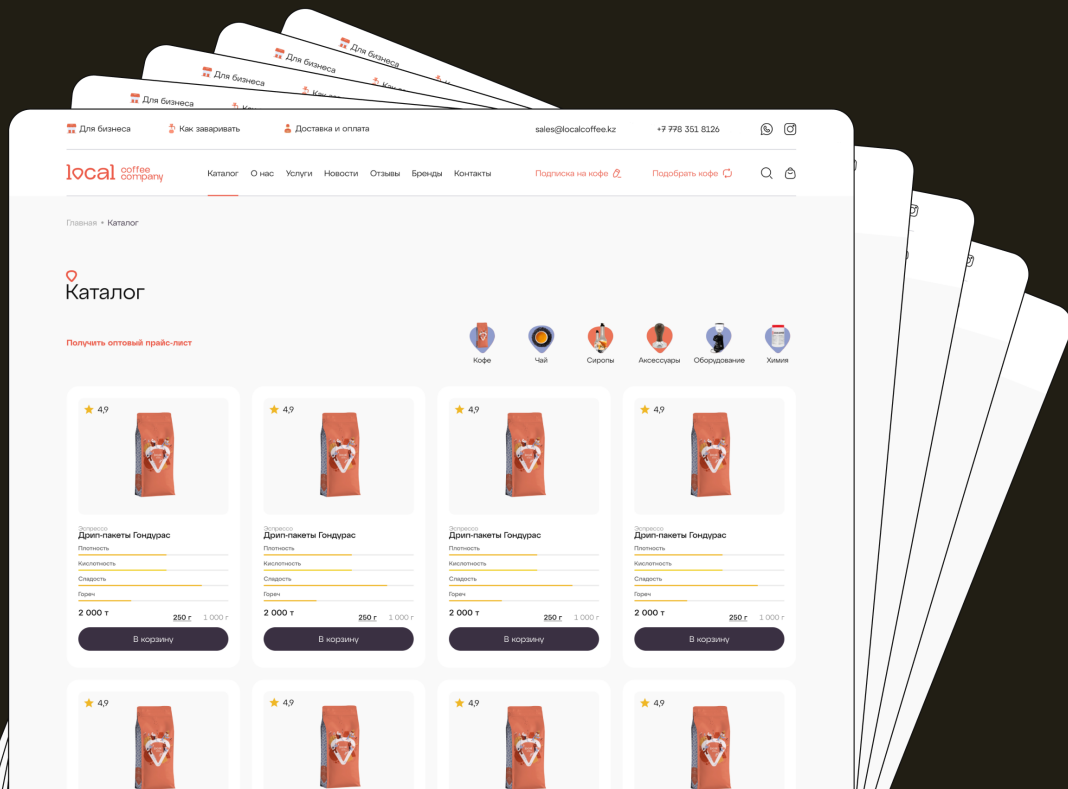 Для бизнеса
Для бизнеса
Для бизнеса
Для бизнеса
Для бизнеса Как заваривать Доставка и оплата sales@localcoffee.kz +7 778 351 8126
local coffee company Каталог О нас Услуги Новости Отзывы Бренды Контакты Подписка на кофе Подобрать кофе
Главная • Каталог
Каталог
Получить оптовый прайс-лист
Кофе Чай Сиропы Аксессуары Оборудование Химия
4,9 4,9 4,9 4,9
Эспрессо Эспрессо Эспрессо Эспрессо
Дрип-пакеты Гондурас Дрип-пакеты Гондурас Дрип-пакеты Гондурас Дрип-пакеты Гондурас
Плотность Плотность Плотность Плотность
Кислотность Кислотность Кислотность Кислотность
Сладость Сладость Сладость Сладость
Горен Горен Горен Горен
2 000 т 250 г 1 000 г 2 000 т 250 г 1 000 г 2 000 т 250 г 1 000 г 2 000 т 250 г 1 000 г
В корзину В корзину В корзину В корзину
4,9 4,9 4,9 4,9